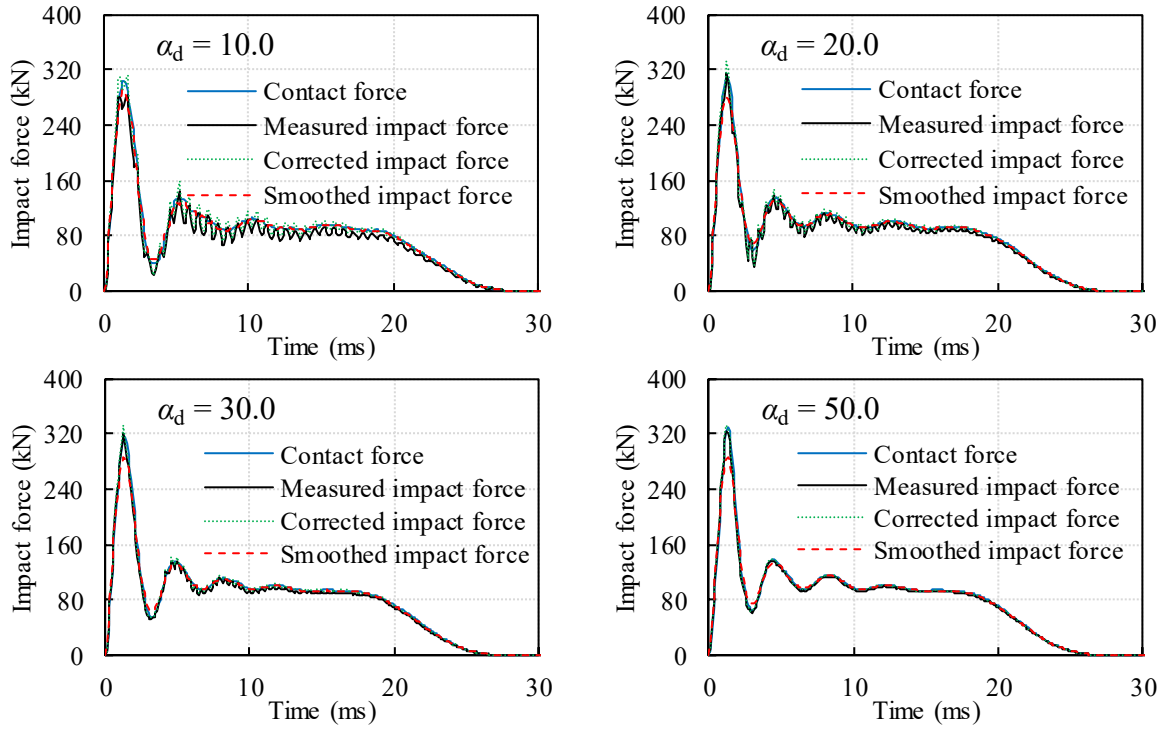 αd = 10.0
Contact force
Measured impact force
Corrected impact force
Smoothed impact force
Impact force (kN)
400
320
240
160
80
0
0 10 20 30
Time (ms)
αd = 20.0
Contact force
Measured impact force
Corrected impact force
Smoothed impact force
Impact force (kN)
400
320
240
160
80
0
0 10 20 30
Time (ms)
αd = 30.0
Contact force
Measured impact force
Corrected impact force
Smoothed impact force
Impact force (kN)
400
320
240
160
80
0
0 10 20 30
Time (ms)
αd = 50.0
Contact force
Measured impact force
Corrected impact force
Smoothed impact force
Impact force (kN)
400
320
240
160
80
0
0 10 20 30
Time (ms)